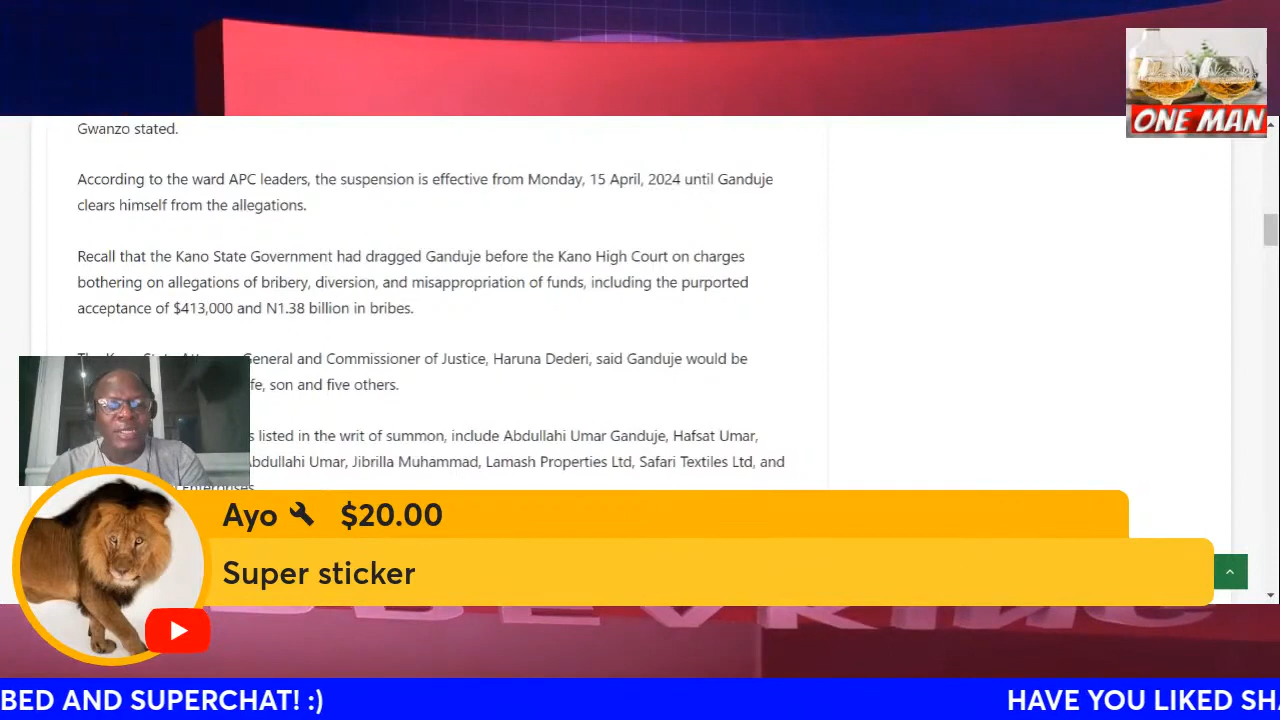 ONE MAN
Gwanzo stated.
According to the ward APC leaders, the suspension is effective from Monday, 15 April, 2024 until Ganduje
clears himself from the allegations.
Recall that the Kano State Government had dragged Ganduje before the Kano High Court on charges
bothering on allegations of bribery, diversion, and misappropriation of funds, including the purported
acceptance of $413,000 and N1.38 billion in bribes.
The Kano State Attorney General and Commissioner of Justice, Haruna Dederi, said Ganduje would be
son and five others.
listed in the writ of summon, include Abdullahi Umar Ganduje, Hafsat Umar,
Abdullahi Umar, Jibrilla Muhammad, Lamash Properties Ltd, Safari Textiles Ltd, and
Ayo $20.00
Super sticker
BED AND SUPERCHAT! :) HAVE YOU LIKED